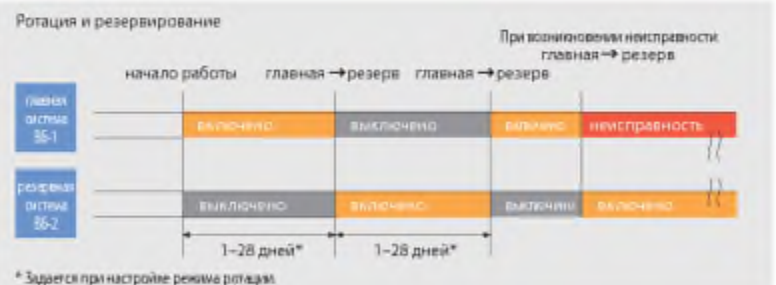 Ротация и резервирование
При возникновении неисправности
главная → резерв
начало работы
главная → резерв
главная → резерв
главная
система
ВБ-1
включено
выключено
включено
неисправность
резервная
система
ВБ-2
выключено
включено
выключено
включено
1–28 дней*
1–28 дней*
* Задается при настройке режима ротации.